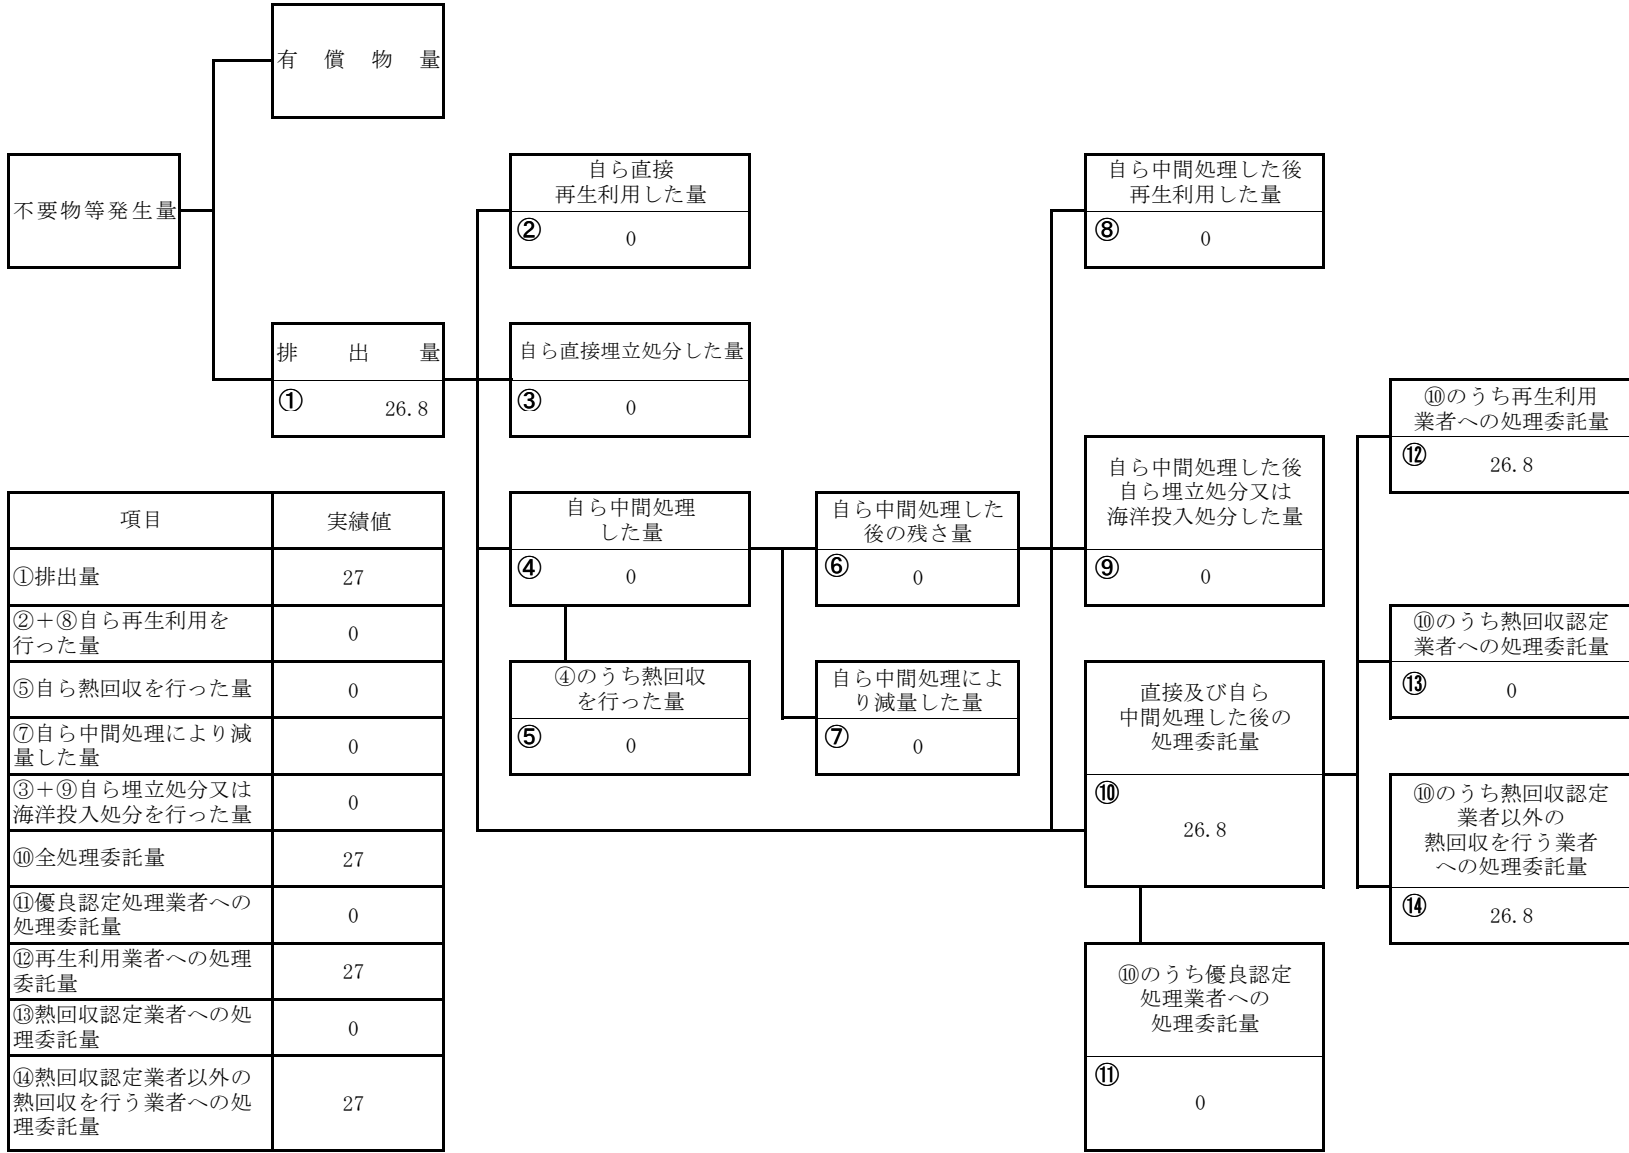 有償物量
不要物等発生量
排出量
①
26.8
自ら直接
再生利用した量
②
0
自ら直接埋立処分した量
③
0
自ら中間処理
した量
④
0
④のうち熱回収
を行った量
⑤
0
自ら中間処理した
後の残さ量
⑥
0
自ら中間処理によ
り減量した量
⑦
0
自ら中間処理した後
再生利用した量
⑧
0
自ら中間処理した後
自ら埋立処分又は
海洋投入処分した量
⑨
0
直接及び自ら
中間処理した後の
処理委託量
⑩
26.8
⑩のうち優良認定
処理業者への
処理委託量
⑪
0
⑩のうち再生利用
業者への処理委託量
⑫
26.8
⑩のうち熱回収認定
業者への処理委託量
⑬
0
⑩のうち熱回収認定
業者以外の
熱回収を行う業者
への処理委託量
⑭
26.8
項目 実績値
①排出量 27
②+⑧自ら再生利用を
行った量 0
⑤自ら熱回収を行った量 0
⑦自ら中間処理により減
量した量 0
③+⑨自ら埋立処分又は
海洋投入処分を行った量 0
⑩全処理委託量 27
⑪優良認定処理業者への
処理委託量 0
⑫再生利用業者への処理
委託量 27
⑬熱回収認定業者への処
理委託量 0
⑭熱回収認定業者以外の
熱回収を行う業者への処
理委託量 27